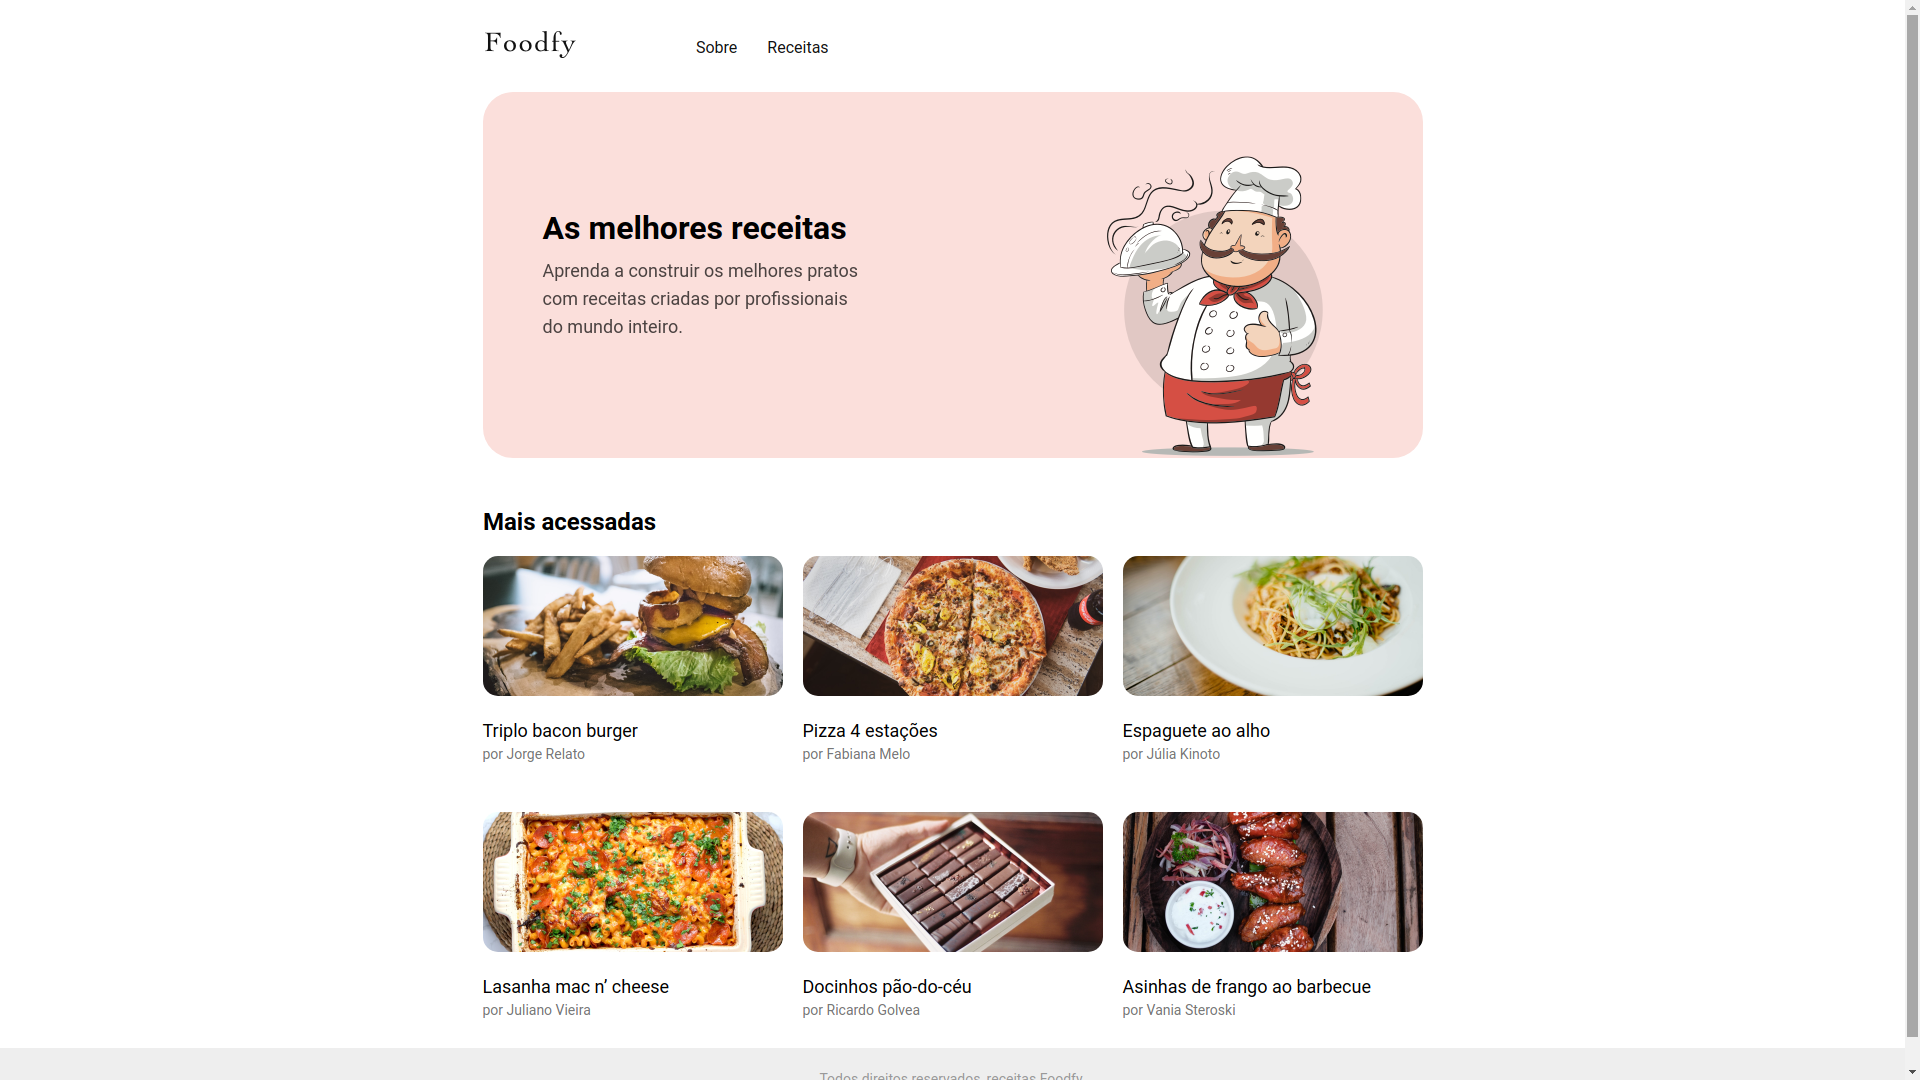 Foodfy
Sobre
Receitas
As melhores receitas
Aprenda a construir os melhores pratos
com receitas criadas por profissionais
do mundo inteiro.
Mais acessadas
Triplo bacon burger
por Jorge Relato
Pizza 4 estações
por Fabiana Melo
Espaguete ao alho
por Júlia Kinoto
Lasanha mac n’ cheese
por Juliano Vieira
Docinhos pão-do-céu
por Ricardo Golvea
Asinhas de frango ao barbecue
por Vania Steroski
Todos direitos reservados, receitas Foodfy